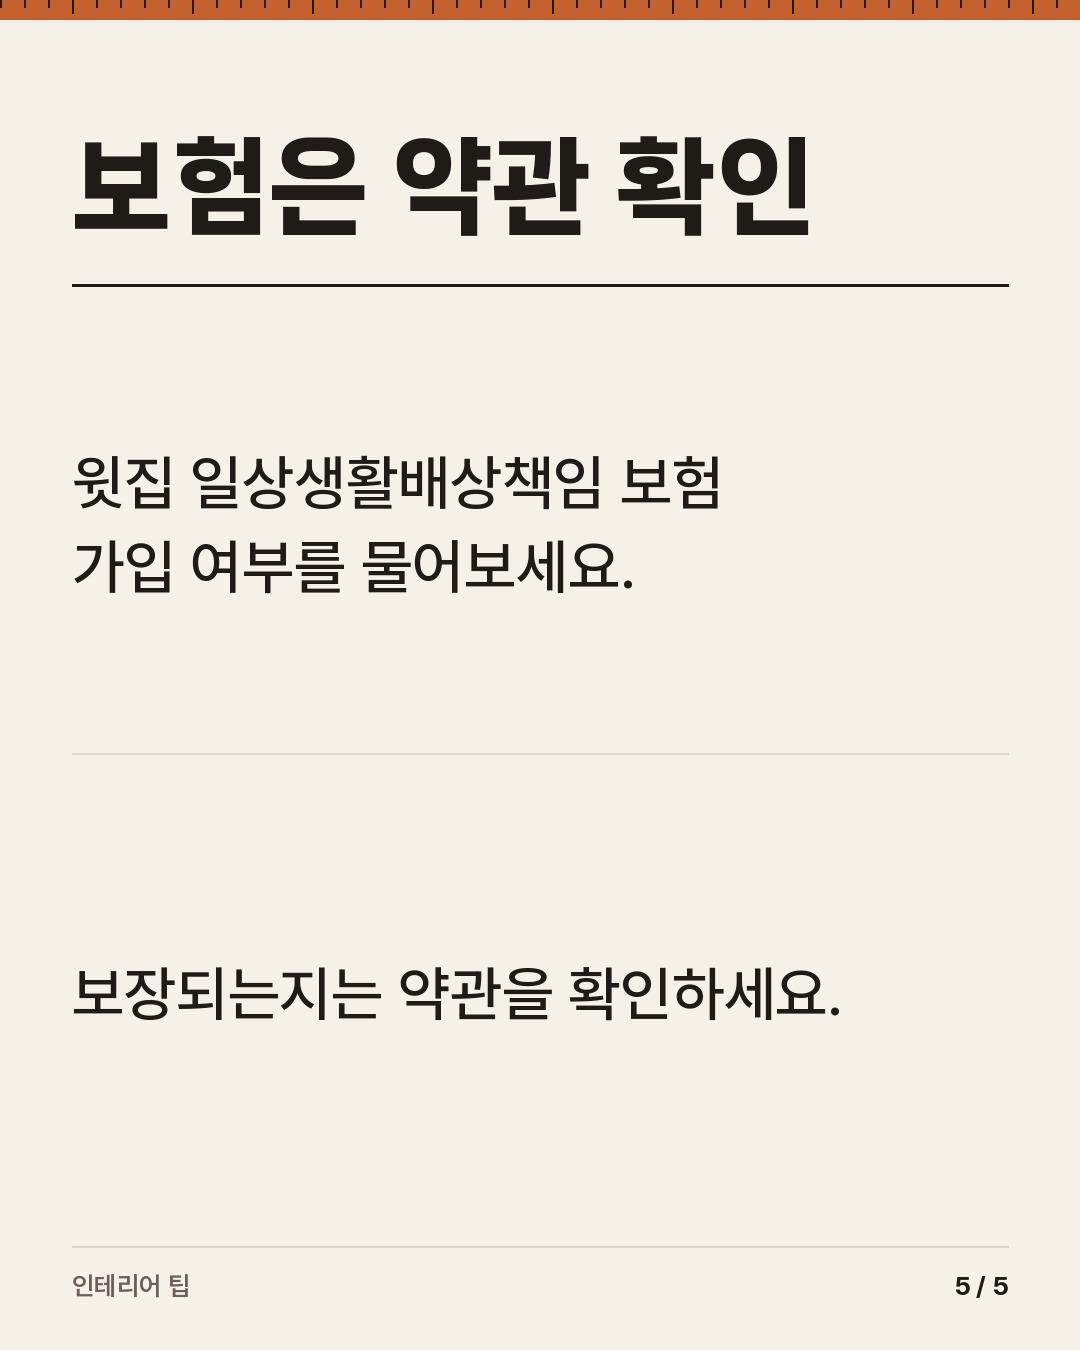 보험은 약관 확인
윗집 일상생활배상책임 보험
가입 여부를 물어보세요.
보장되는지는 약관을 확인하세요.
인테리어 팁
5 / 5